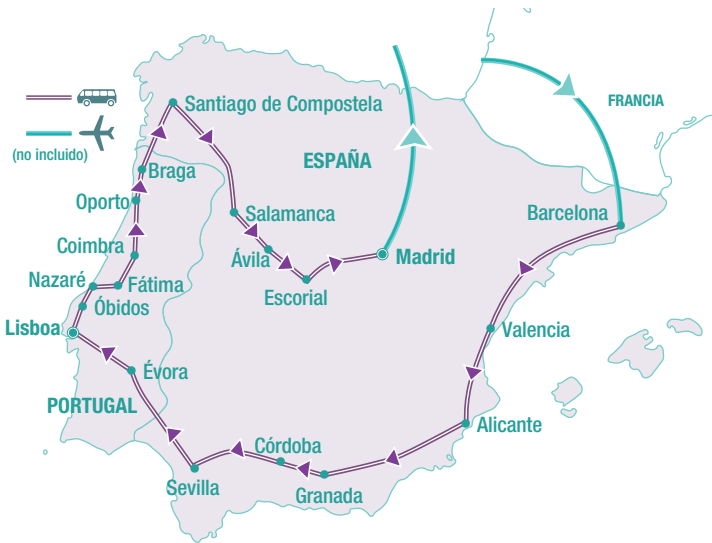 FRANCIA
Santiago de Compostela
(no incluido)
ESPAÑA
Braga
Oporto
Salamanca
Barcelona
Coimbra
Ávila
Madrid
Nazaré
Fátima
Escorial
Óbidos
Lisboa
Valencia
Évora
PORTUGAL
Alicante
Córdoba
Sevilla
Granada